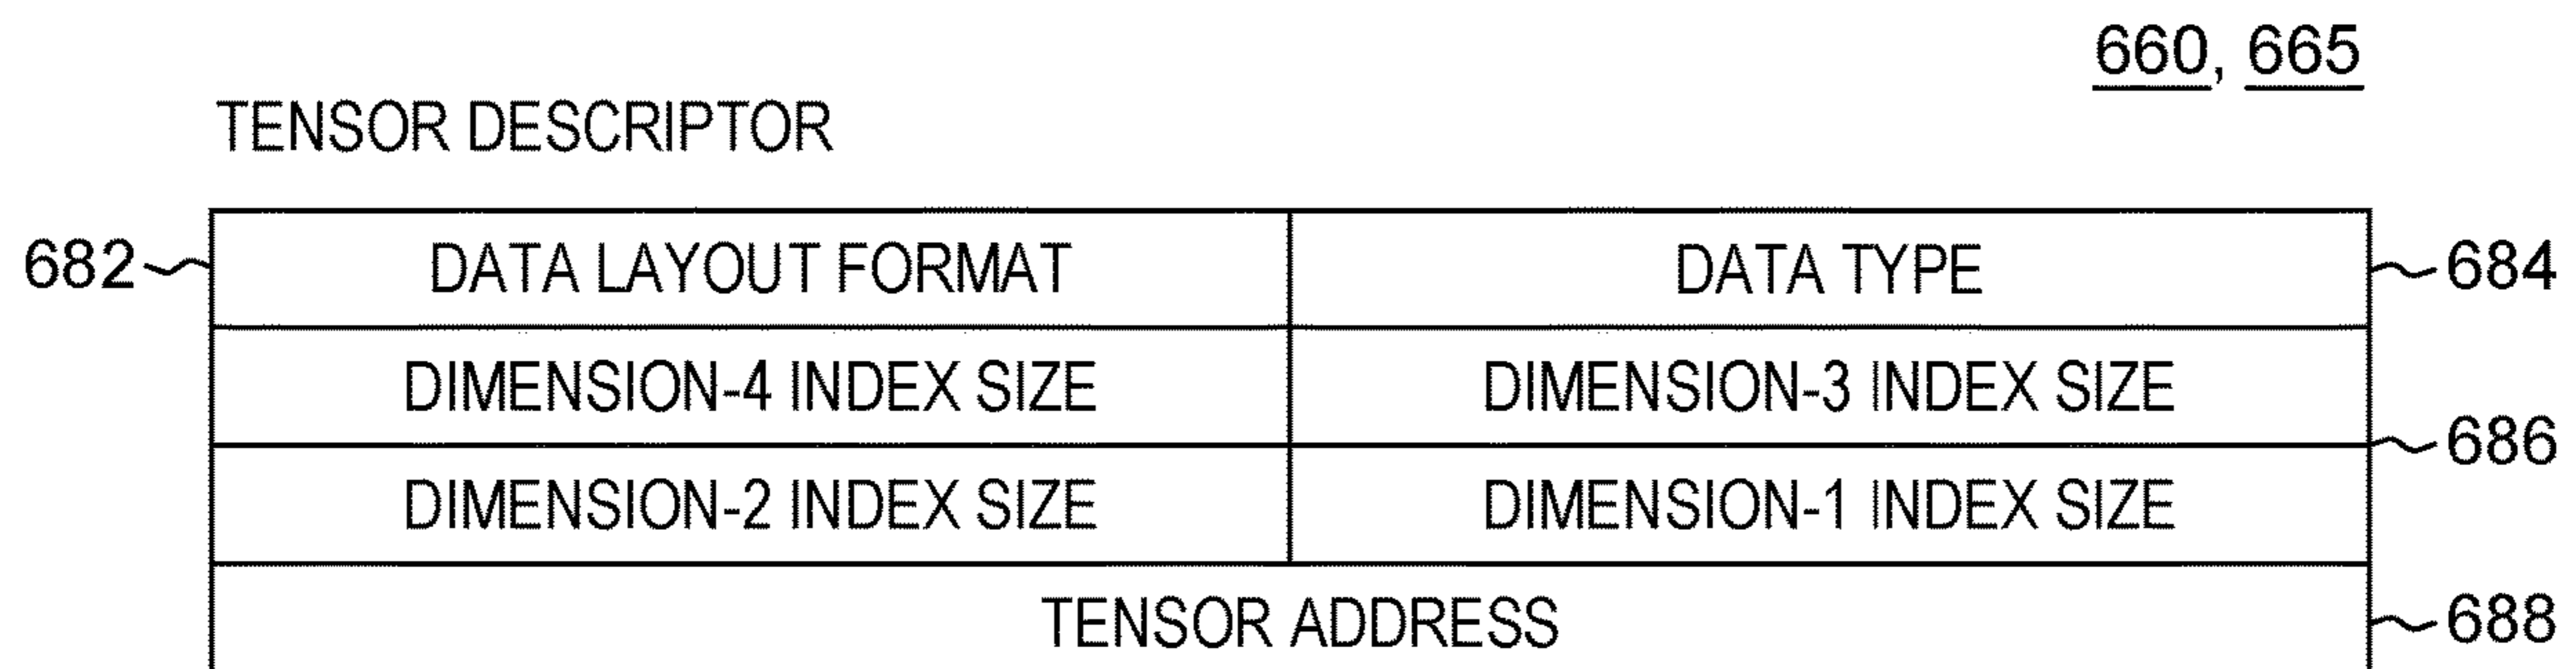 660, 665
TENSOR DESCRIPTOR
682 DATA LAYOUT FORMAT DATA TYPE 684
DIMENSION-4 INDEX SIZE DIMENSION-3 INDEX SIZE
686
DIMENSION-2 INDEX SIZE DIMENSION-1 INDEX SIZE
TENSOR ADDRESS 688